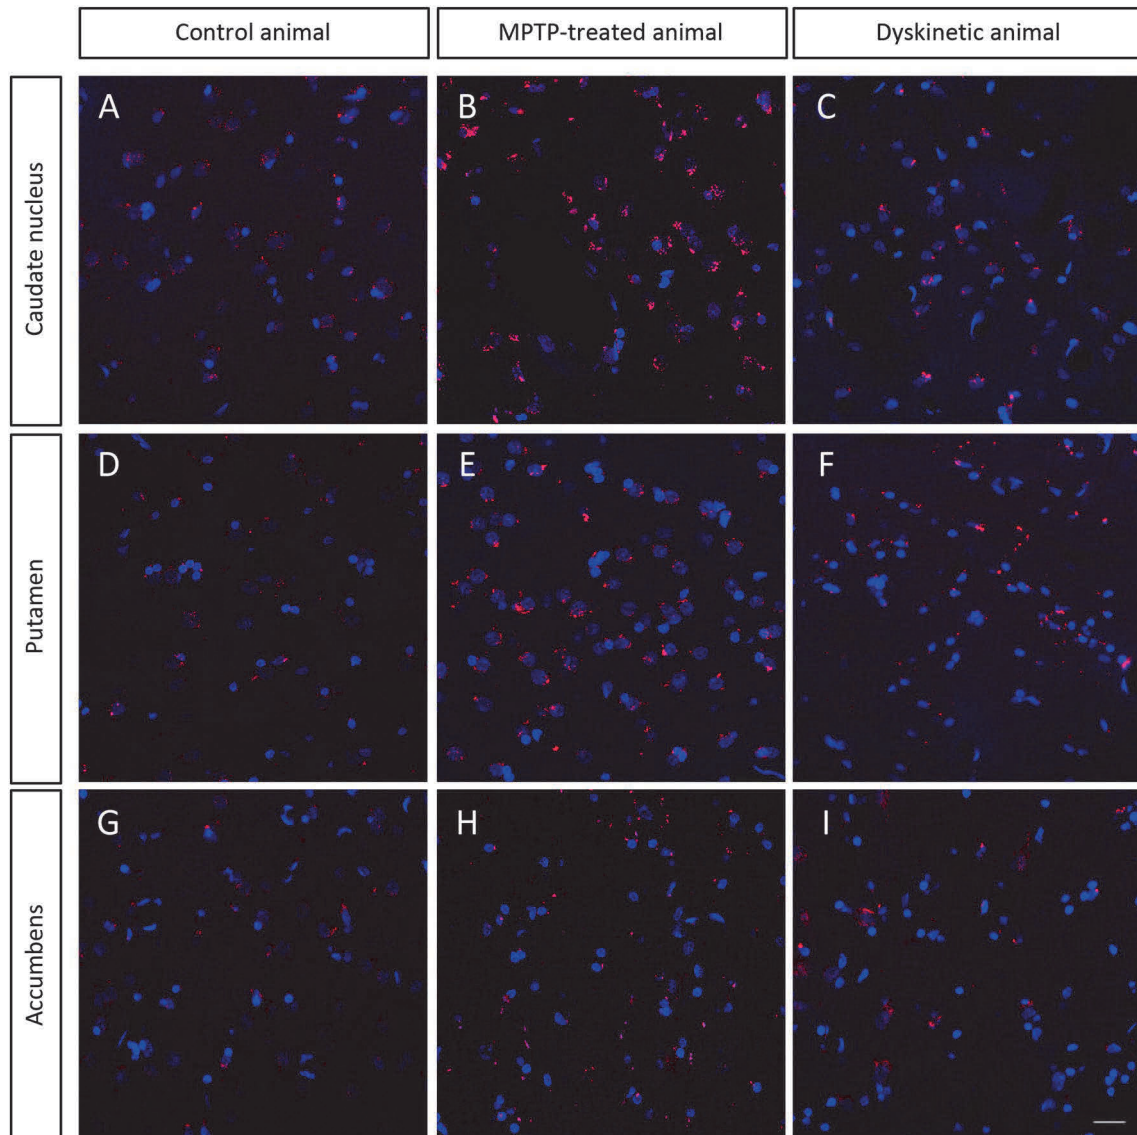 Control animal
MPTP-treated animal
Dyskinetic animal
Caudate nucleus
A
B
C
Putamen
D
E
F
Accumbens
G
H
I